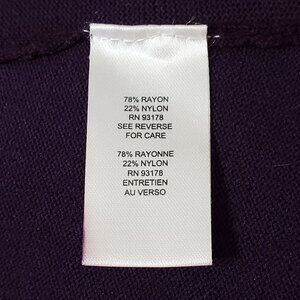 78% RAYON
22% NYLON
RN 93178
SEE REVERSE
FOR CARE
78% RAYONNE
22% NYLON
RN 93178
ENTRETIEN
AU VERSO